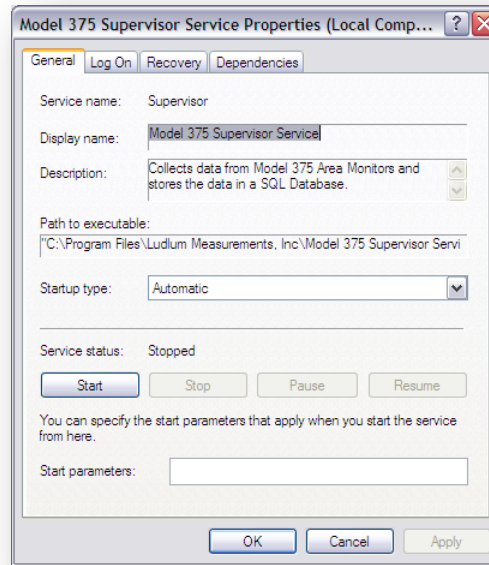 Model 375 Supervisor Service Properties (Local Comp...
General Log On Recovery Dependencies
Service name: Supervisor
Display name: Model 375 Supervisor Service
Description: Collects data from Model 375 Area Monitors and
stores the data in a SQL Database.
Path to executable:
"C:\Program Files\Ludlum Measurements, Inc\Model 375 Supervisor Servi
Startup type: Automatic
Service status: Stopped
Start Stop Pause Resume
You can specify the start parameters that apply when you start the service
from here.
Start parameters:
OK Cancel Apply